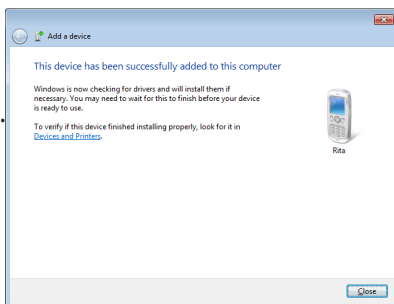 Add a device
This device has been successfully added to this computer
Windows is now checking for drivers and will install them if
necessary. You may need to wait for this to finish before your device
is ready to use.
To verify if this device finished installing properly, look for it in
Devices and Printers.
Rita
Close